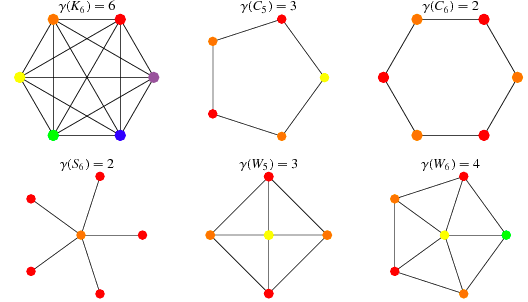 γ(K₆) = 6
γ(C₅) = 3
γ(C₆) = 2
γ(S₆) = 2
γ(W₅) = 3
γ(W₆) = 4